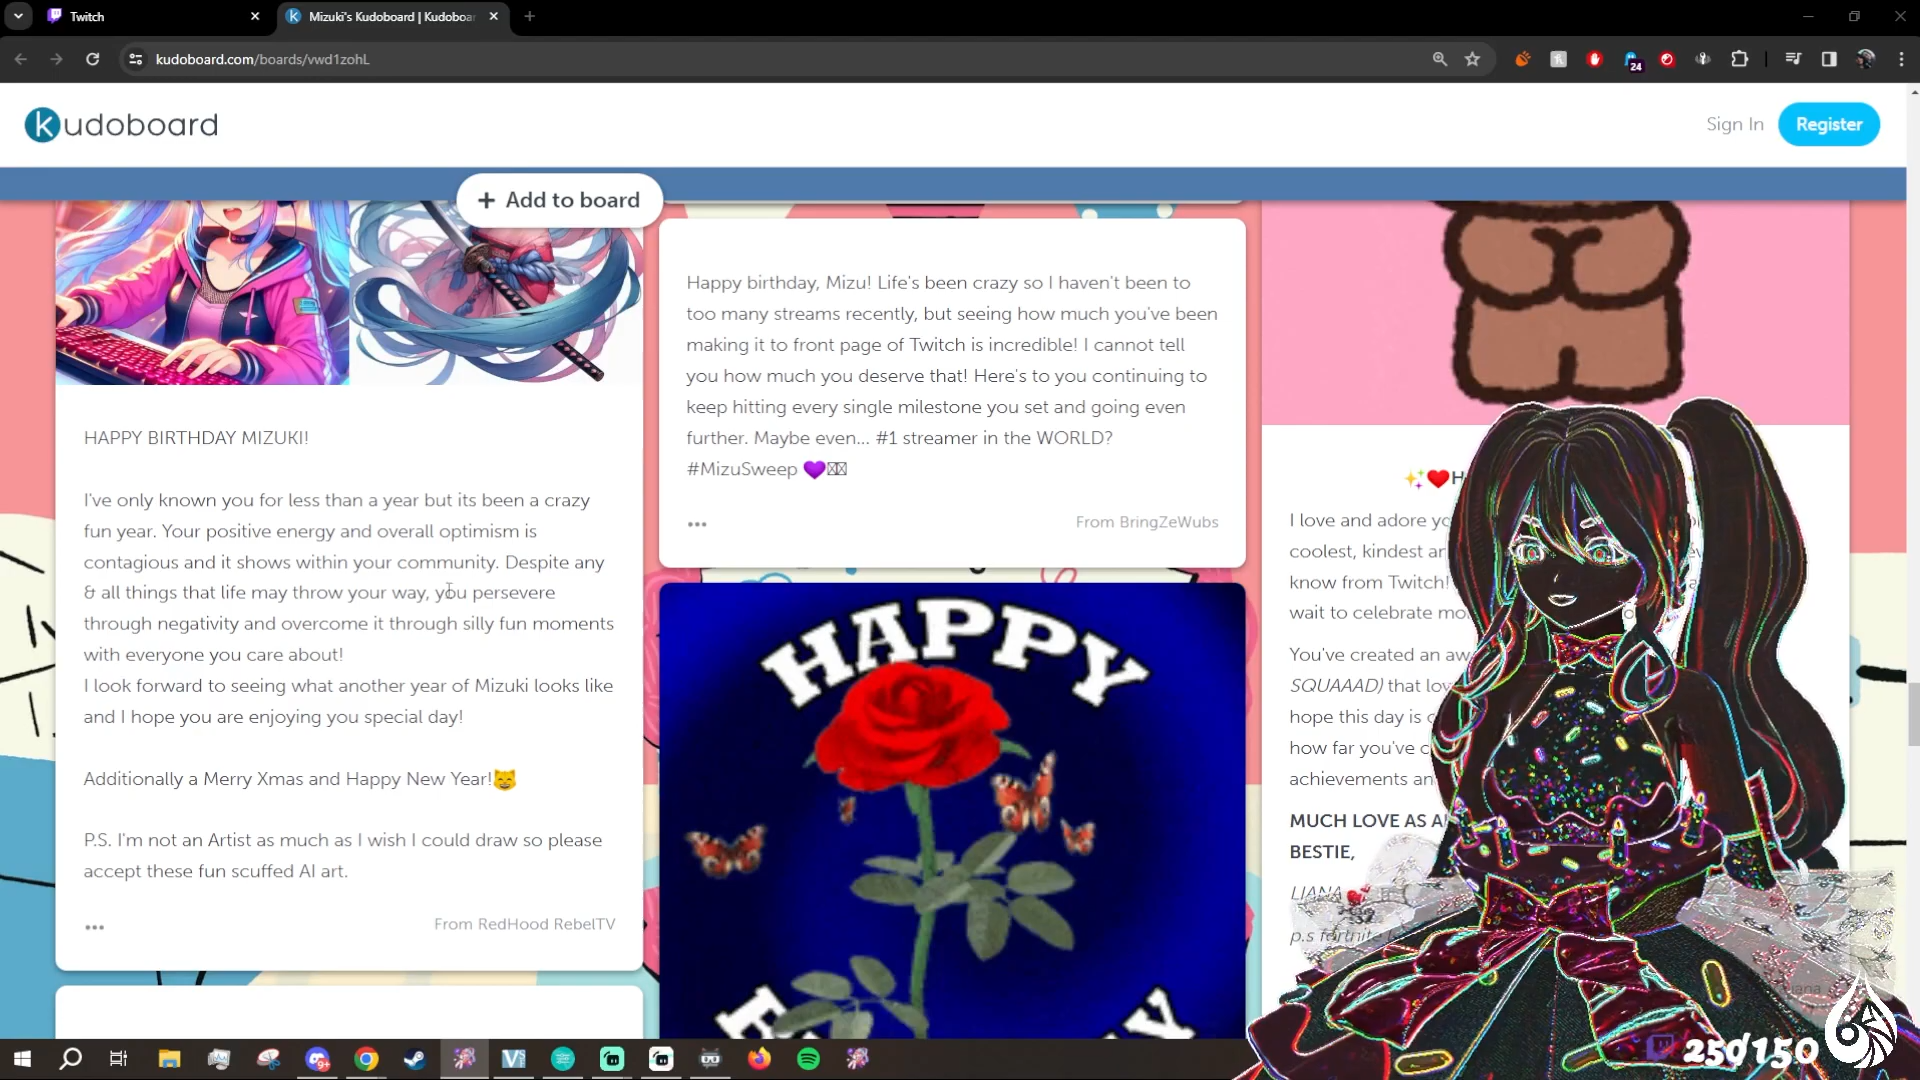 Twitch
Mizuki's Kudoboard | Kudoboa
kudoboard.com/boards/vwd1zohL
24
kudoboard
Sign In
Register
+ Add to board
HAPPY BIRTHDAY MIZUKI!
I've only known you for less than a year but its been a crazy
fun year. Your positive energy and overall optimism is
contagious and it shows within your community. Despite any
& all things that life may throw your way, you persevere
through negativity and overcome it through silly fun moments
with everyone you care about!
I look forward to seeing what another year of Mizuki looks like
and I hope you are enjoying you special day!
Additionally a Merry Xmas and Happy New Year!😸
P.S. I'm not an Artist as much as I wish I could draw so please
accept these fun scuffed AI art.
From RedHood RebelTV
Happy birthday, Mizu! Life's been crazy so I haven't been to
too many streams recently, but seeing how much you've been
making it to front page of Twitch is incredible! I cannot tell
you how much you deserve that! Here's to you continuing to
keep hitting every single milestone you set and going even
further. Maybe even... #1 streamer in the WORLD?
#MizuSweep 💜
From BringZeWubs
HAPPY
✨❤️H
I love and adore yo
coolest, kindest ar
know from Twitch!
wait to celebrate mo
You've created an aw
SQUAAAD) that lov
hope this day is
how far you've c
achievements an
MUCH LOVE AS A
BESTIE,
LIANA
p.s fortnite
250/150